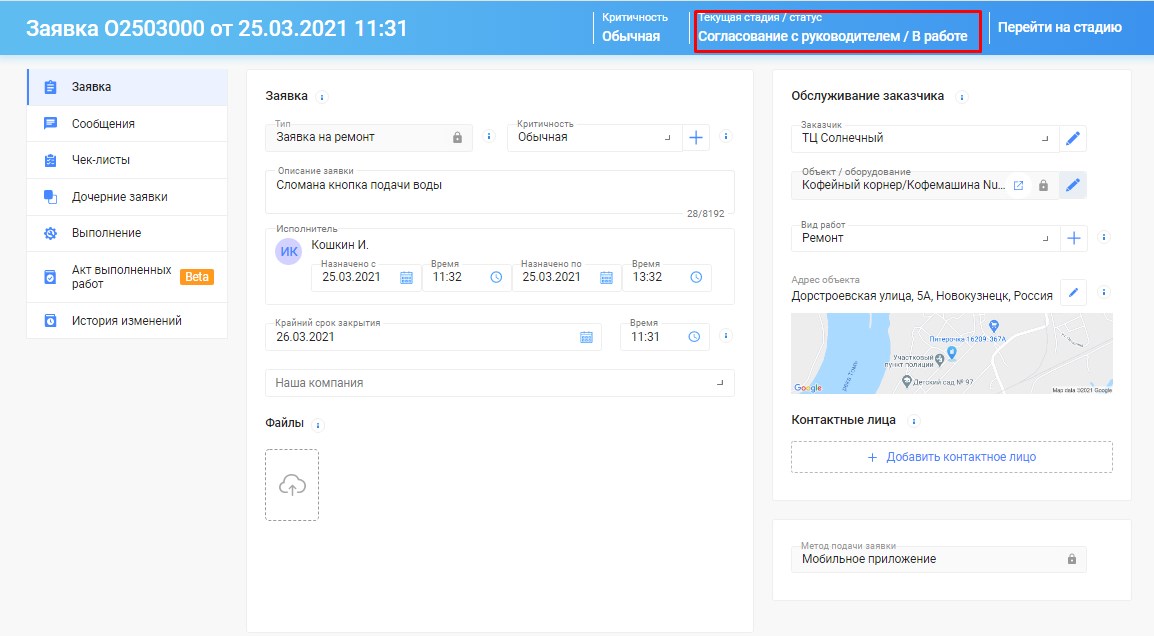 Заявка O2503000 от 25.03.2021 11:31
Критичность
Обычная
Текущая стадия / статус
Согласование с руководителем / В работе
Перейти на стадию
Заявка
Сообщения
Чек-листы
Дочерние заявки
Выполнение
Акт выполненных
работ
Beta
История изменений
Заявка
Тип
Заявка на ремонт
Критичность
Обычная
Описание заявки
Сломана кнопка подачи воды
28/8192
Исполнитель
ИК
Кошкин И.
Назначено с
25.03.2021
Время
11:32
Назначено по
25.03.2021
Время
13:32
Крайний срок закрытия
26.03.2021
Время
11:31
Наша компания
Файлы
Обслуживание заказчика
Заказчик
ТЦ Солнечный
Объект / оборудование
Кофейный корнер/Кофемашина Nu...
Вид работ
Ремонт
Адрес объекта
Дорстроевская улица, 5А, Новокузнецк, Россия
Пятерочка 16209, 367А
Участковый
пункт полиции
Детский сад № 97
река Томь
Google
Map data ©2021 Google
Контактные лица
Добавить контактное лицо
Метод подачи заявки
Мобильное приложение